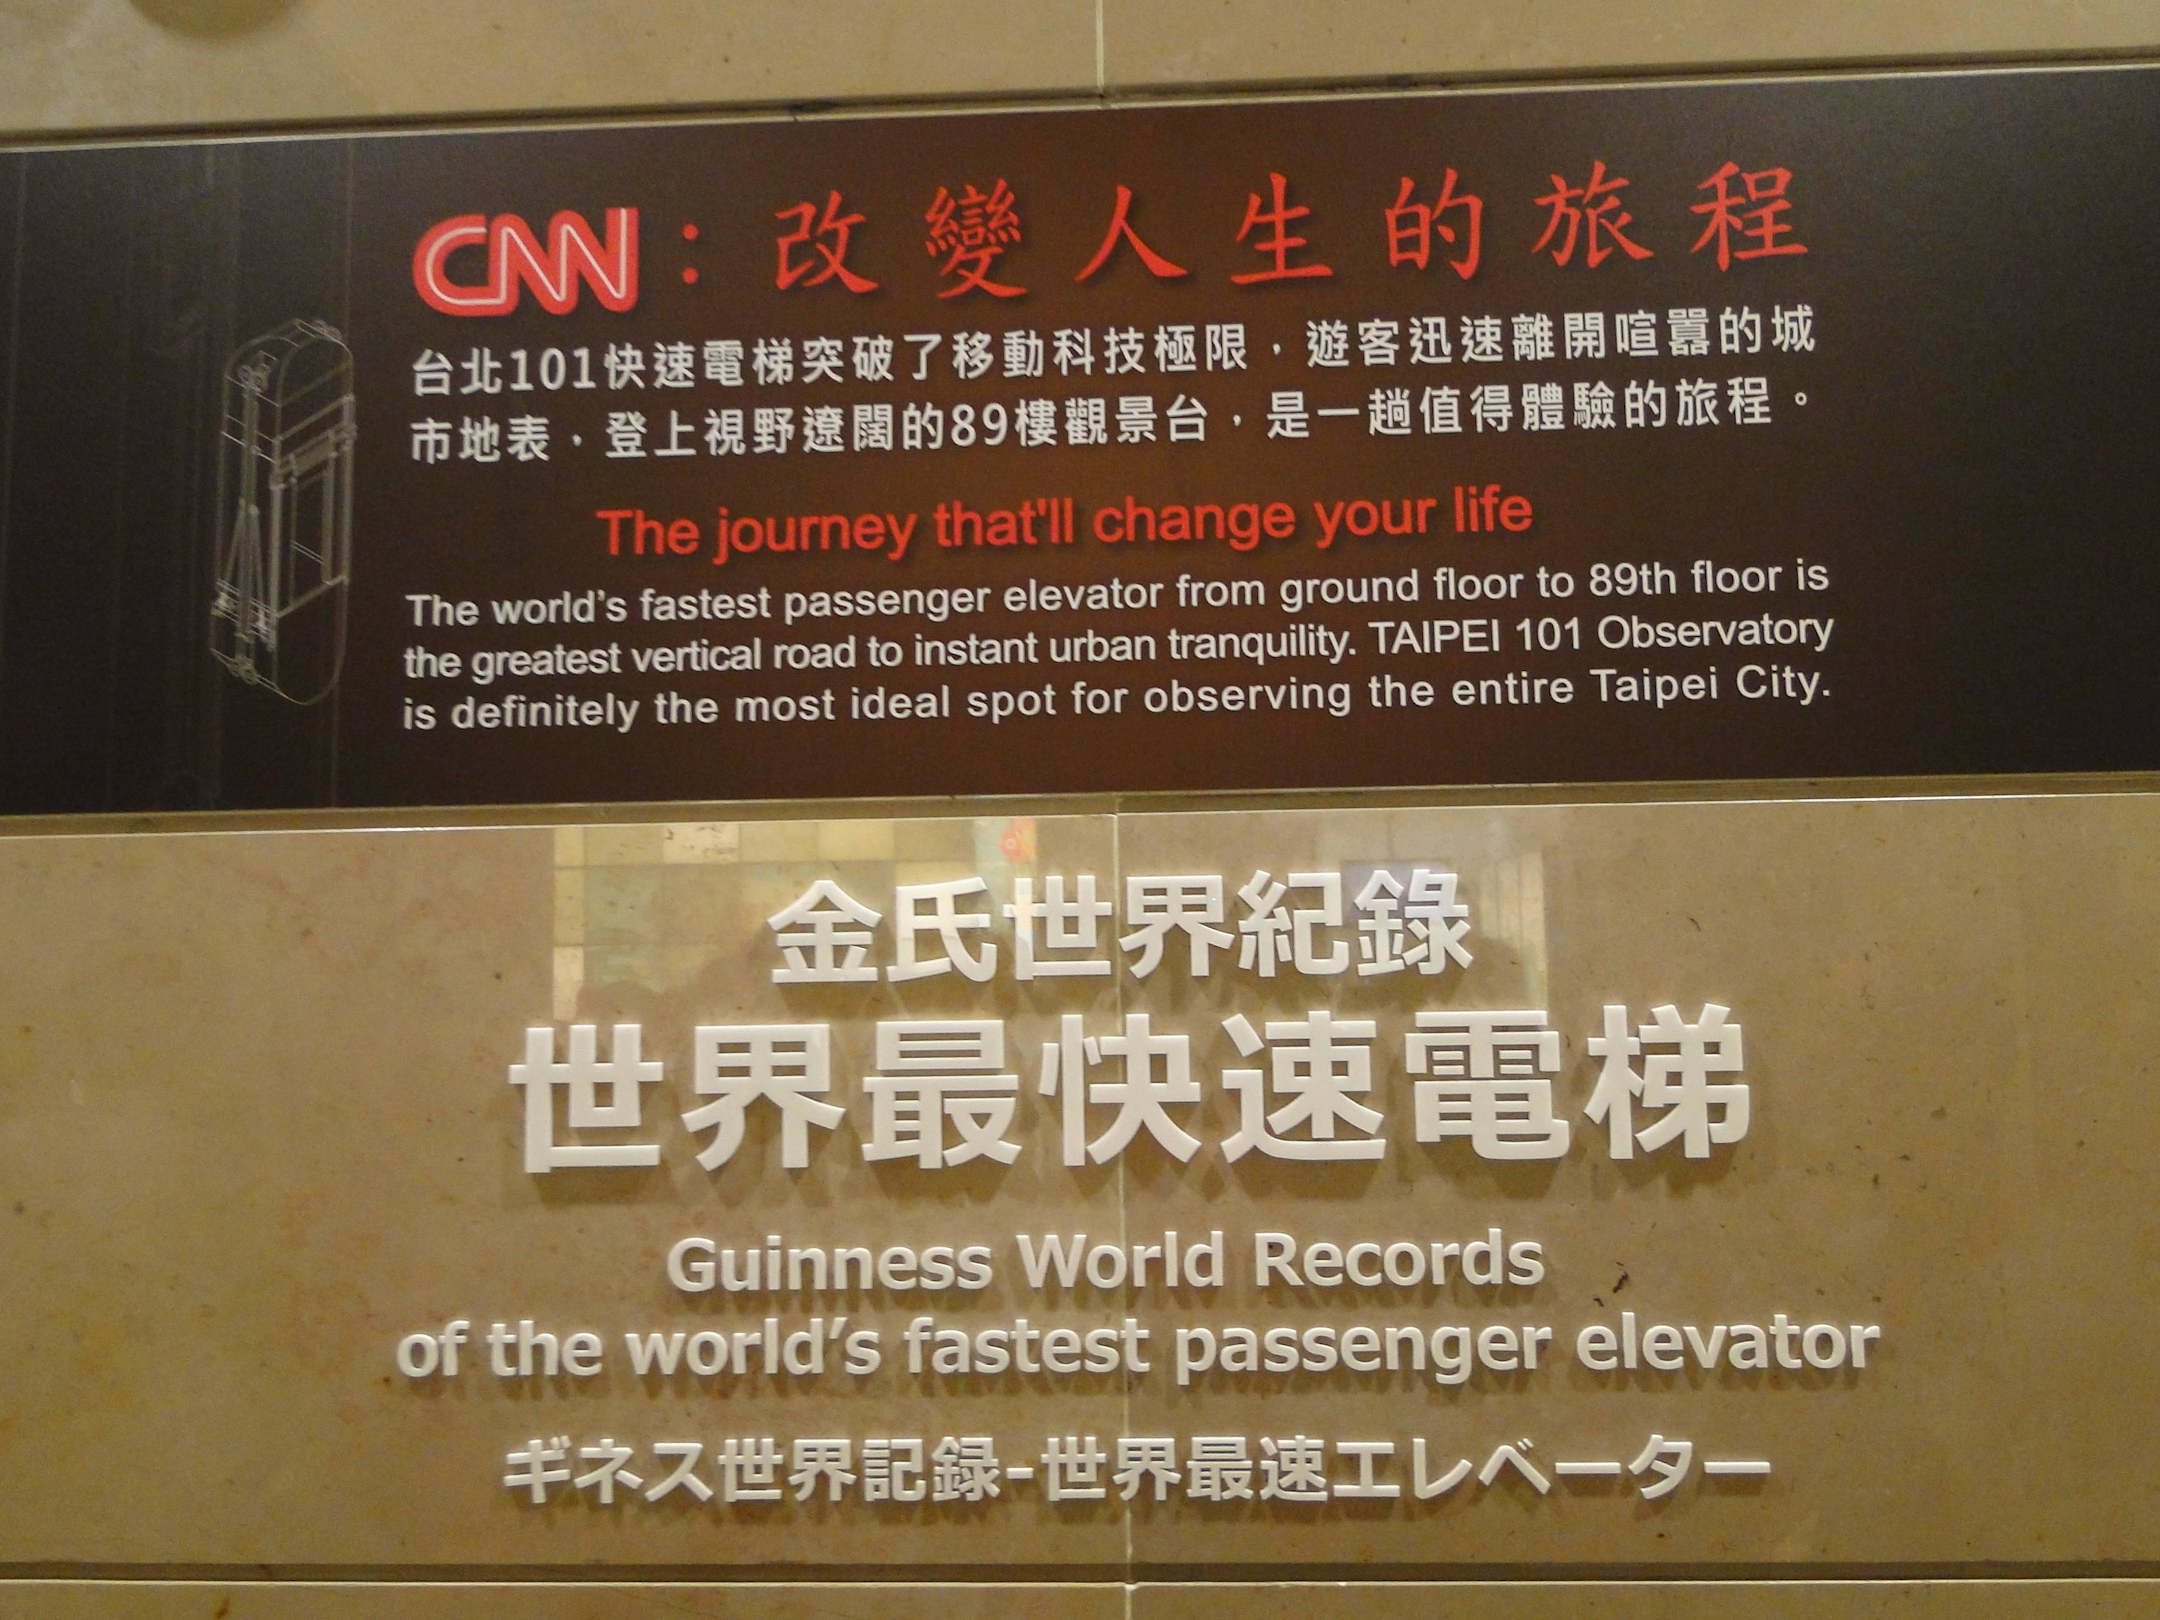 CNN：改變人生的旅程
台北101快速電梯突破了移動科技極限，遊客迅速離開喧囂的城
市地表，登上視野遼闊的89樓觀景台，是一趟值得體驗的旅程。
The journey that'll change your life
The world’s fastest passenger elevator from ground floor to 89th floor is
the greatest vertical road to instant urban tranquility. TAIPEI 101 Observatory
is definitely the most ideal spot for observing the entire Taipei City.
金氏世界紀錄
世界最快速電梯
Guinness World Records
of the world’s fastest passenger elevator
ギネス世界記録-世界最速エレベーター